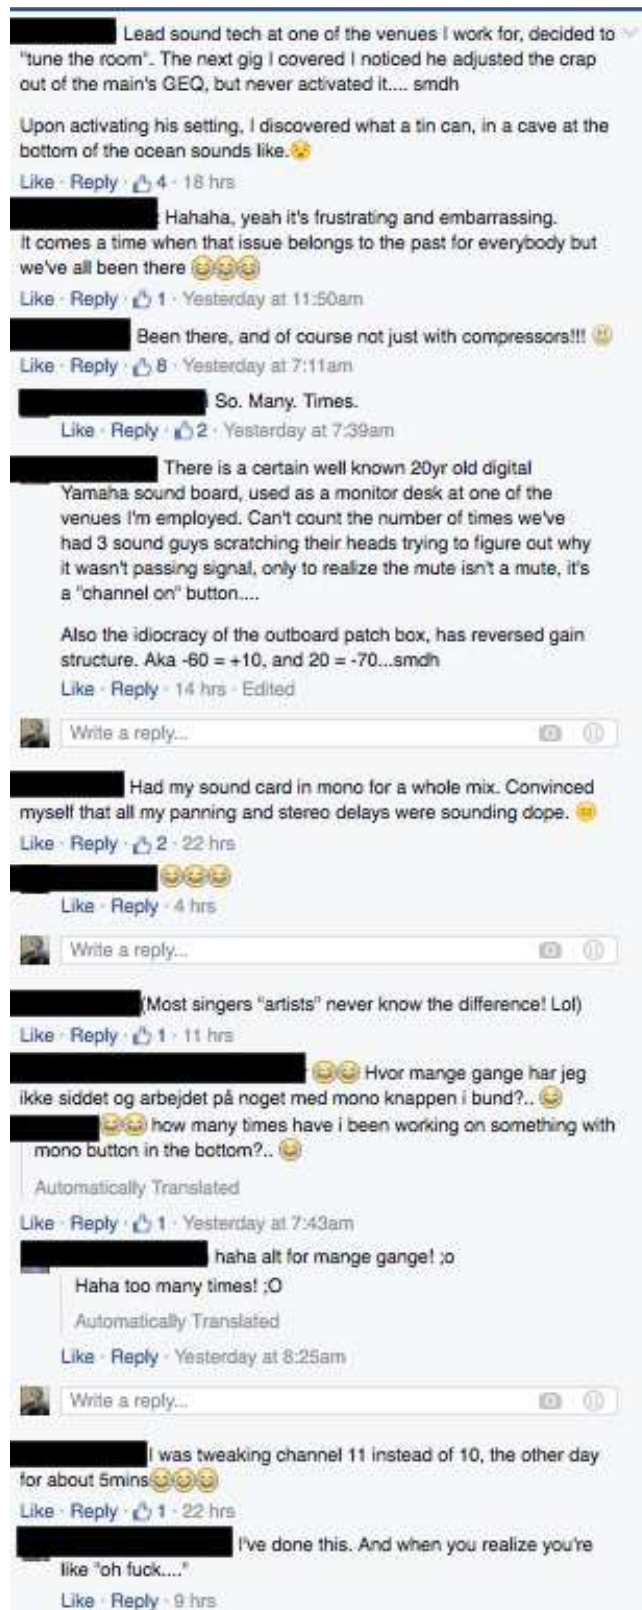 Lead sound tech at one of the venues I work for, decided to
"tune the room". The next gig I covered I noticed he adjusted the crap
out of the main's GEQ, but never activated it.... smdh
Upon activating his setting, I discovered what a tin can, in a cave at the
bottom of the ocean sounds like.😟
Like · Reply · 4 · 18 hrs
Hahaha, yeah it's frustrating and embarrassing.
It comes a time when that issue belongs to the past for everybody but
we've all been there 😂😂😂
Like · Reply · 1 · Yesterday at 11:50am
Been there, and of course not just with compressors!!! 😃
Like · Reply · 8 · Yesterday at 7:11am
So. Many. Times.
Like · Reply · 2 · Yesterday at 7:39am
There is a certain well known 20yr old digital
Yamaha sound board, used as a monitor desk at one of the
venues I'm employed. Can't count the number of times we've
had 3 sound guys scratching their heads trying to figure out why
it wasn't passing signal, only to realize the mute isn't a mute, it's
a "channel on" button....
Also the idiocracy of the outboard patch box, has reversed gain
structure. Aka -60 = +10, and 20 = -70...smdh
Like · Reply · 14 hrs · Edited
Write a reply...
Had my sound card in mono for a whole mix. Convinced
myself that all my panning and stereo delays were sounding dope. 😐
Like · Reply · 2 · 22 hrs
😂😂😂
Like · Reply · 4 hrs
Write a reply...
(Most singers "artists" never know the difference! Lol)
Like · Reply · 1 · 11 hrs
😂😂 Hvor mange gange har jeg
ikke siddet og arbejdet på noget med mono knappen i bund?.. 😂
😂😂 how many times have i been working on something with
mono button in the bottom?.. 😂
Automatically Translated
Like · Reply · 1 · Yesterday at 7:43am
haha alt for mange gange! ;o
Haha too many times! ;O
Automatically Translated
Like · Reply · Yesterday at 8:25am
Write a reply...
I was tweaking channel 11 instead of 10, the other day
for about 5mins😂😂😂
Like · Reply · 1 · 22 hrs
I've done this. And when you realize you're
like "oh fuck...."
Like · Reply · 9 hrs